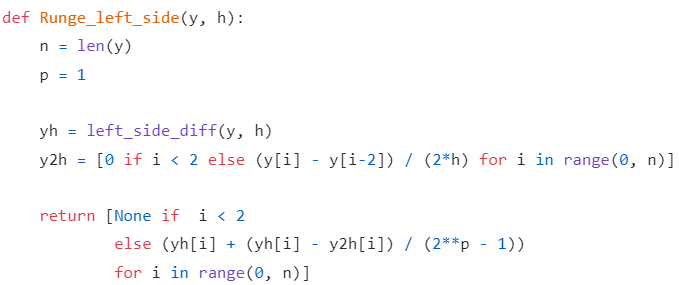 def Runge_left_side(y, h):
    n = len(y)
    p = 1

    yh = left_side_diff(y, h)
    y2h = [0 if i < 2 else (y[i] - y[i-2]) / (2*h) for i in range(0, n)]

    return [None if  i < 2
            else (yh[i] + (yh[i] - y2h[i]) / (2**p - 1))
            for i in range(0, n)]